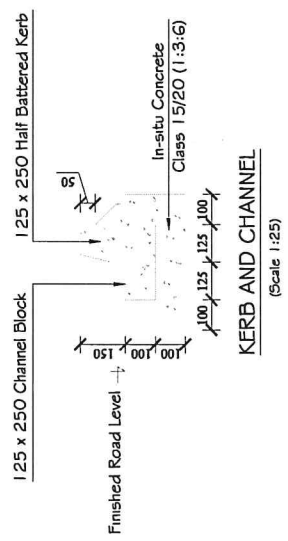 125 x 250 Half Battered Kerb
125 x 250 Channel Block
50
In-situ Concrete
Class 15/20 (1:3:6)
Finished Road Level
150
100
100
100
125
125
100
KERB AND CHANNEL
(Scale 1:25)